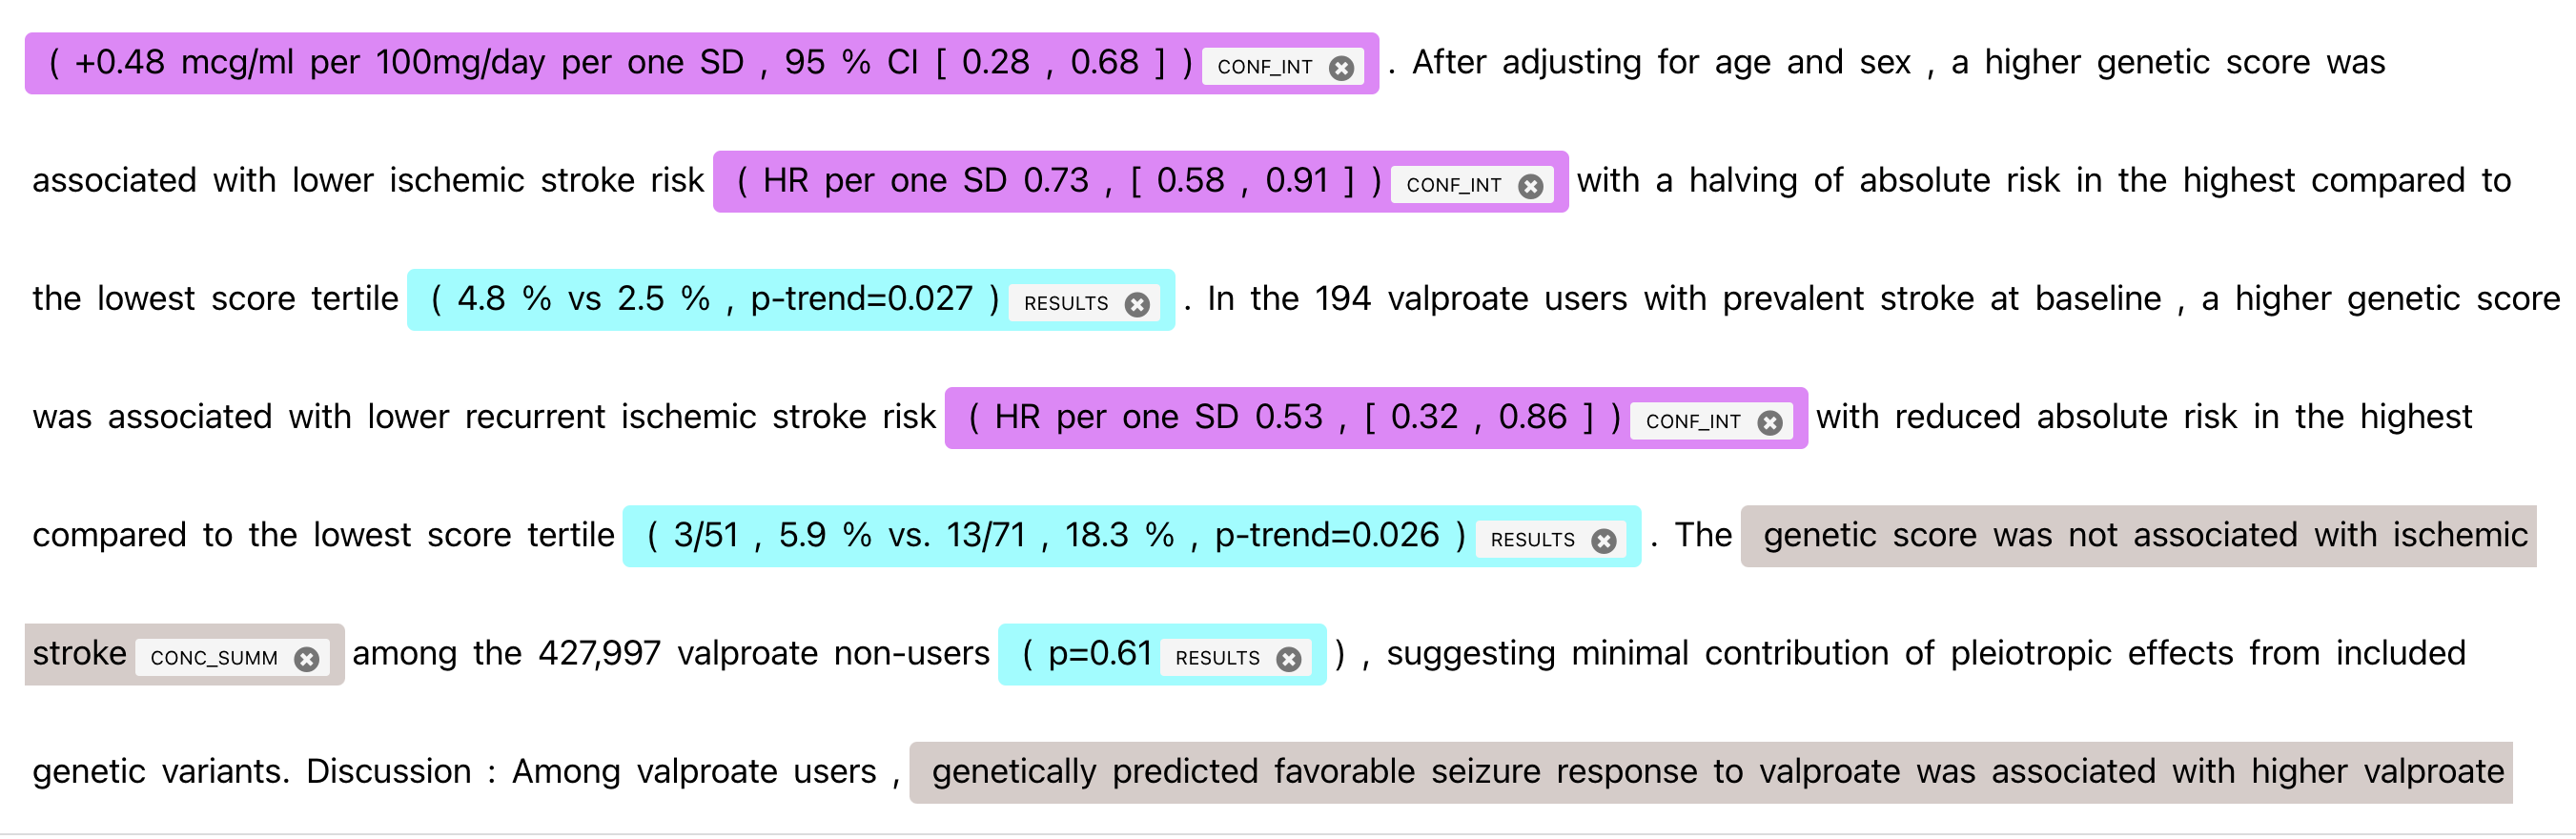 ( +0.48 mcg/ml per 100mg/day per one SD , 95 % CI [ 0.28 , 0.68 ] ) CONF_INT . After adjusting for age and sex , a higher genetic score was
associated with lower ischemic stroke risk ( HR per one SD 0.73 , [ 0.58 , 0.91 ] ) CONF_INT with a halving of absolute risk in the highest compared to
the lowest score tertile ( 4.8 % vs 2.5 % , p-trend=0.027 ) RESULTS . In the 194 valproate users with prevalent stroke at baseline , a higher genetic score
was associated with lower recurrent ischemic stroke risk ( HR per one SD 0.53 , [ 0.32 , 0.86 ] ) CONF_INT with reduced absolute risk in the highest
compared to the lowest score tertile ( 3/51 , 5.9 % vs. 13/71 , 18.3 % , p-trend=0.026 ) RESULTS . The genetic score was not associated with ischemic
stroke CONC_SUMM among the 427,997 valproate non-users ( p=0.61 RESULTS ) , suggesting minimal contribution of pleiotropic effects from included
genetic variants. Discussion : Among valproate users , genetically predicted favorable seizure response to valproate was associated with higher valproate